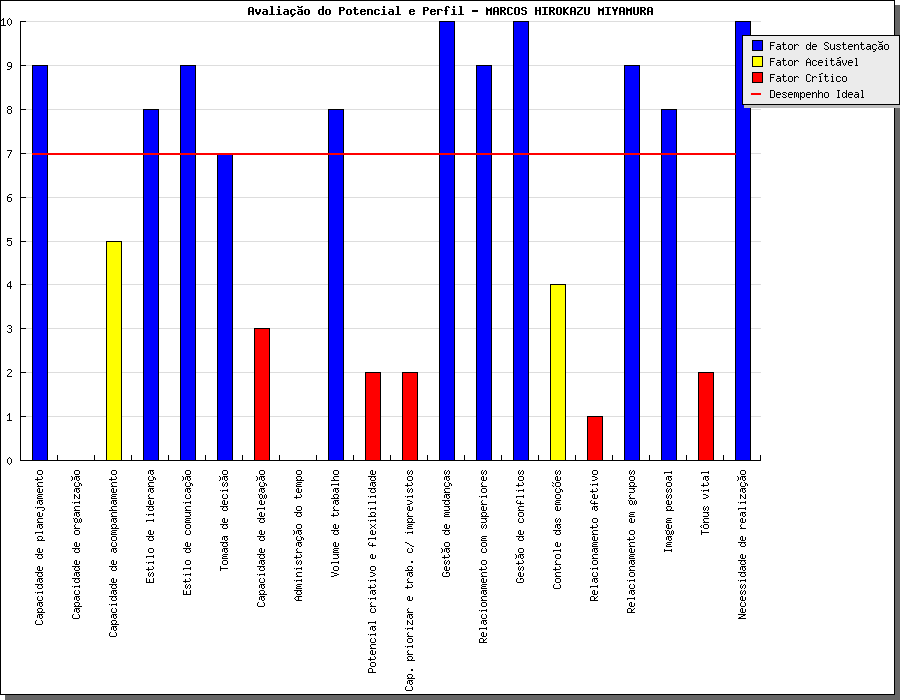 Avaliação do Potencial e Perfil - MARCOS HIROKAZU MIYAMURA
Fator de Sustentação
Fator Aceitável
Fator Crítico
Desempenho Ideal
10
9
8
7
6
5
4
3
2
1
0
Capacidade de planejamento
Capacidade de organização
Capacidade de acompanhamento
Estilo de liderança
Estilo de comunicação
Tomada de decisão
Capacidade de delegação
Administração do tempo
Volume de trabalho
Potencial criativo e flexibilidade
Cap. priorizar e trab. c/ imprevistos
Gestão de mudanças
Relacionamento com superiores
Gestão de conflitos
Controle das emoções
Relacionamento afetivo
Relacionamento em grupos
Imagem pessoal
Tônus vital
Necessidade de realização